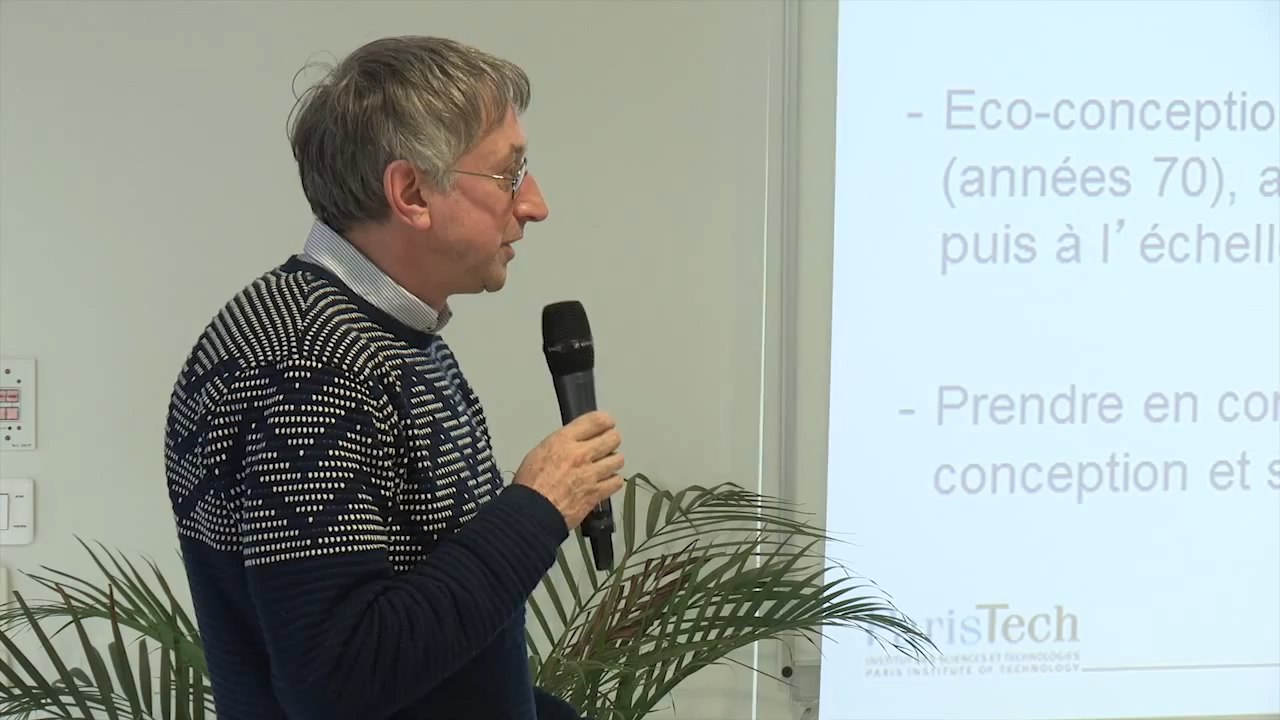 - Eco-conceptio
(années 70), a
puis à l’échell
- Prendre en co
conception et s
risTech
INSTITUT DES SCIENCES ET TECHNOLOGIES
PARIS INSTITUTE OF TECHNOLOGY